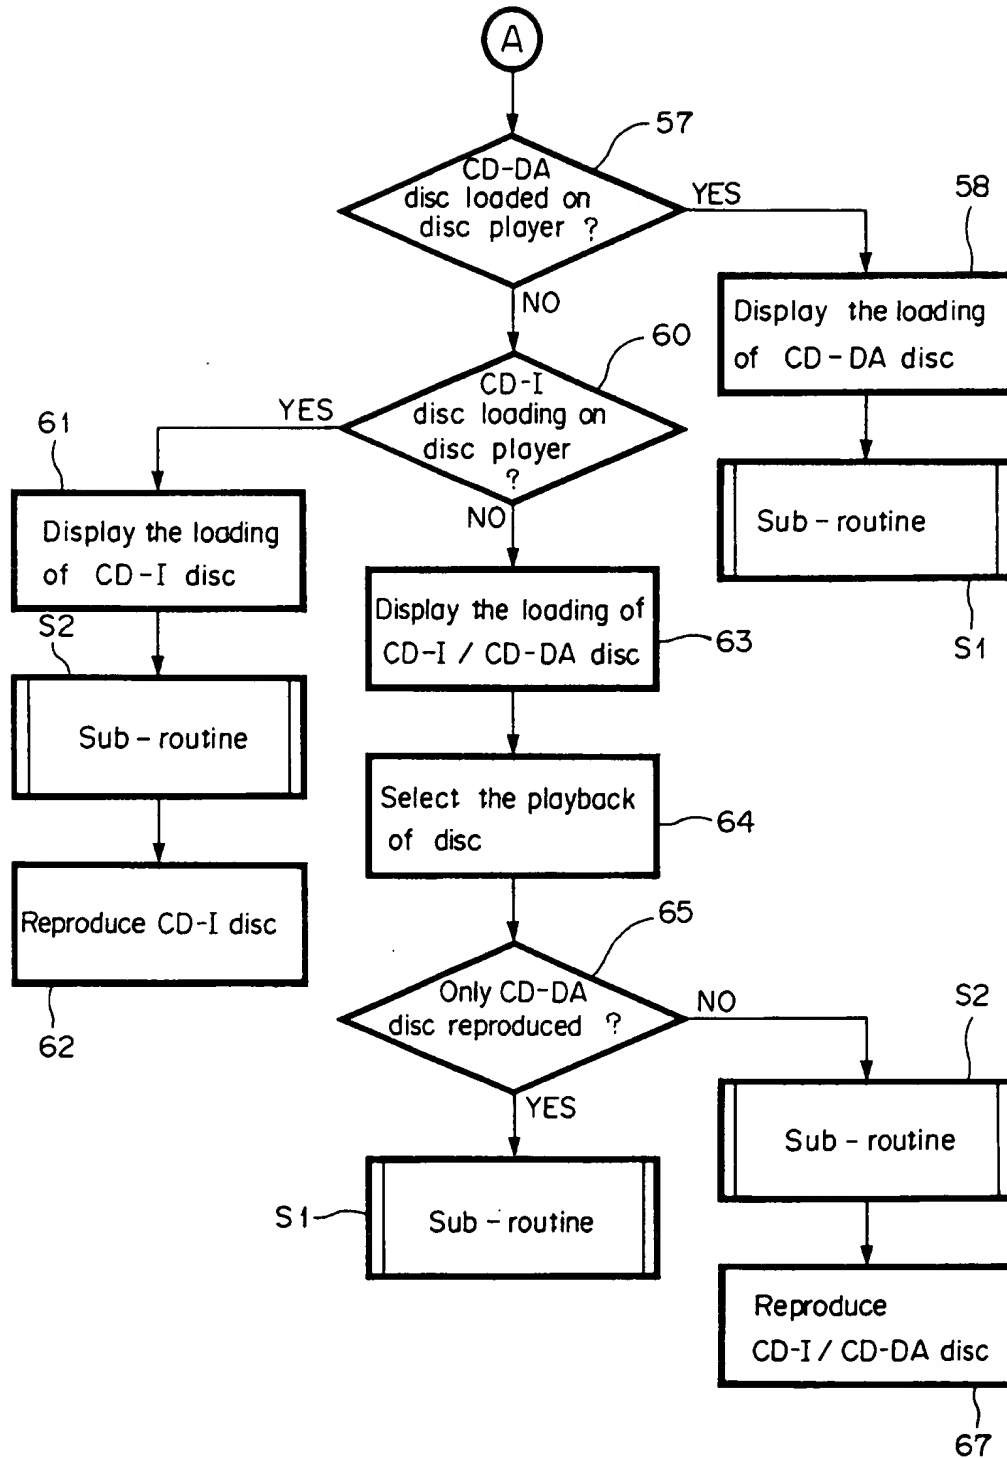 A
57
CD-DA
disc loaded on
disc player ?
YES
58
NO
Display the loading
of CD-DA disc
60
CD-I
disc loading on
disc player
?
YES
61
Display the loading
of CD-I disc
Sub-routine
S1
NO
S2
Display the loading of
CD-I / CD-DA disc
63
Sub-routine
Select the playback
of disc
64
Reproduce CD-I disc
62
65
Only CD-DA
disc reproduced ?
NO
S2
YES
Sub-routine
S1
Sub-routine
Reproduce
CD-I / CD-DA disc
67